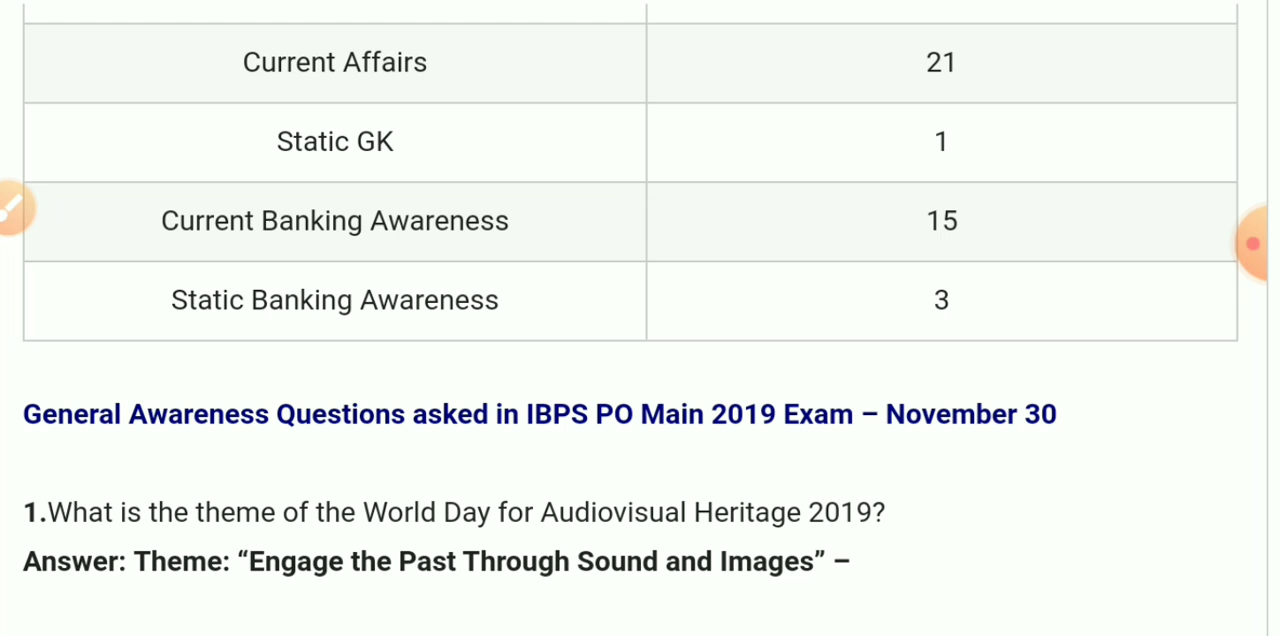 Current Affairs 21
Static GK 1
Current Banking Awareness 15
Static Banking Awareness 3
General Awareness Questions asked in IBPS PO Main 2019 Exam – November 30
1.What is the theme of the World Day for Audiovisual Heritage 2019?
Answer: Theme: “Engage the Past Through Sound and Images” –